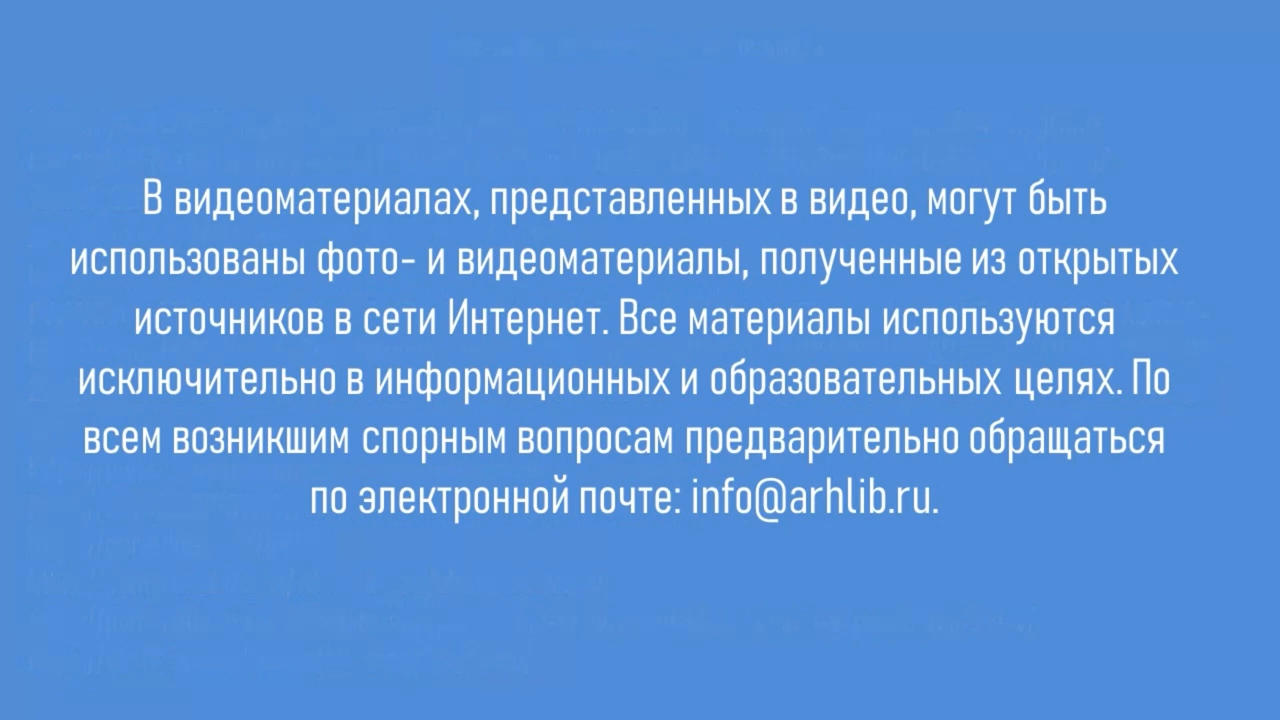 В видеоматериалах, представленных в видео, могут быть
использованы фото- и видеоматериалы, полученные из открытых
источников в сети Интернет. Все материалы используются
исключительно в информационных и образовательных целях. По
всем возникшим спорным вопросам предварительно обращаться
по электронной почте: info@arhlib.ru.